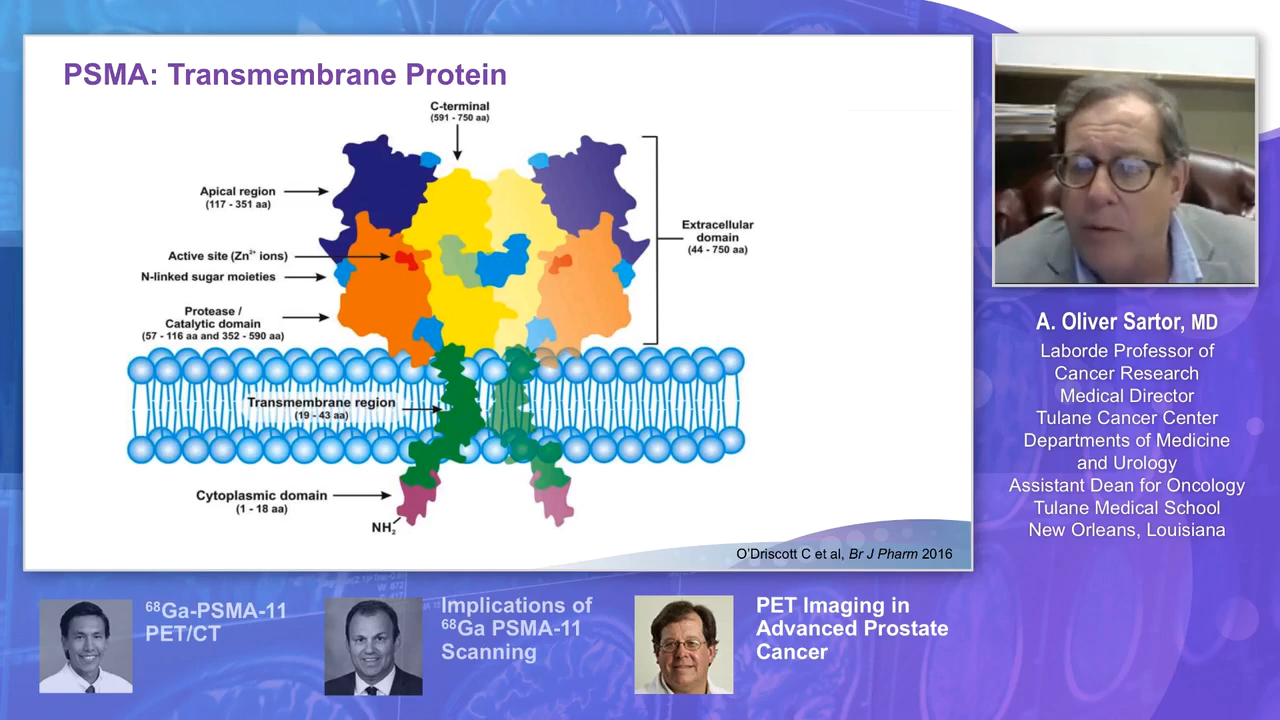 PSMA: Transmembrane Protein
C-terminal
(591 - 750 aa)
Apical region
(117 - 351 aa)
Active site (Zn²⁺ ions)
N-linked sugar moieties
Protease /
Catalytic domain
(57 - 116 aa and 352 - 590 aa)
Extracellular
domain
(44 - 750 aa)
Transmembrane region
(19 - 43 aa)
Cytoplasmic domain
(1 - 18 aa)
NH₂
O'Driscott C et al, Br J Pharm 2016
A. Oliver Sartor, MD
Laborde Professor of
Cancer Research
Medical Director
Tulane Cancer Center
Departments of Medicine
and Urology
Assistant Dean for Oncology
Tulane Medical School
New Orleans, Louisiana
⁶⁸Ga-PSMA-11
PET/CT
Implications of
⁶⁸Ga PSMA-11
Scanning
PET Imaging in
Advanced Prostate
Cancer